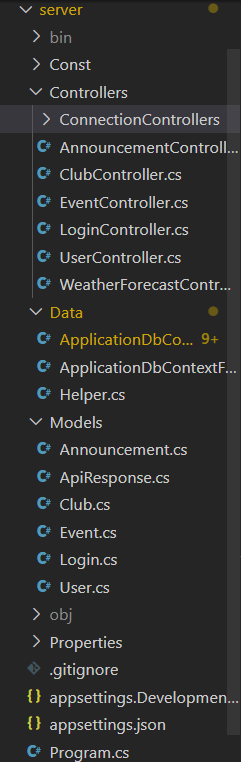 server
bin
Const
Controllers
ConnectionControllers
C# AnnouncementControll...
C# ClubController.cs
C# EventController.cs
C# LoginController.cs
C# UserController.cs
C# WeatherForecastContr...
Data
C# ApplicationDbCo... 9+
C# ApplicationDbContextF...
C# Helper.cs
Models
C# Announcement.cs
C# ApiResponse.cs
C# Club.cs
C# Event.cs
C# Login.cs
C# User.cs
obj
Properties
.gitignore
{} appsettings.Developmen...
{} appsettings.json
C# Program.cs